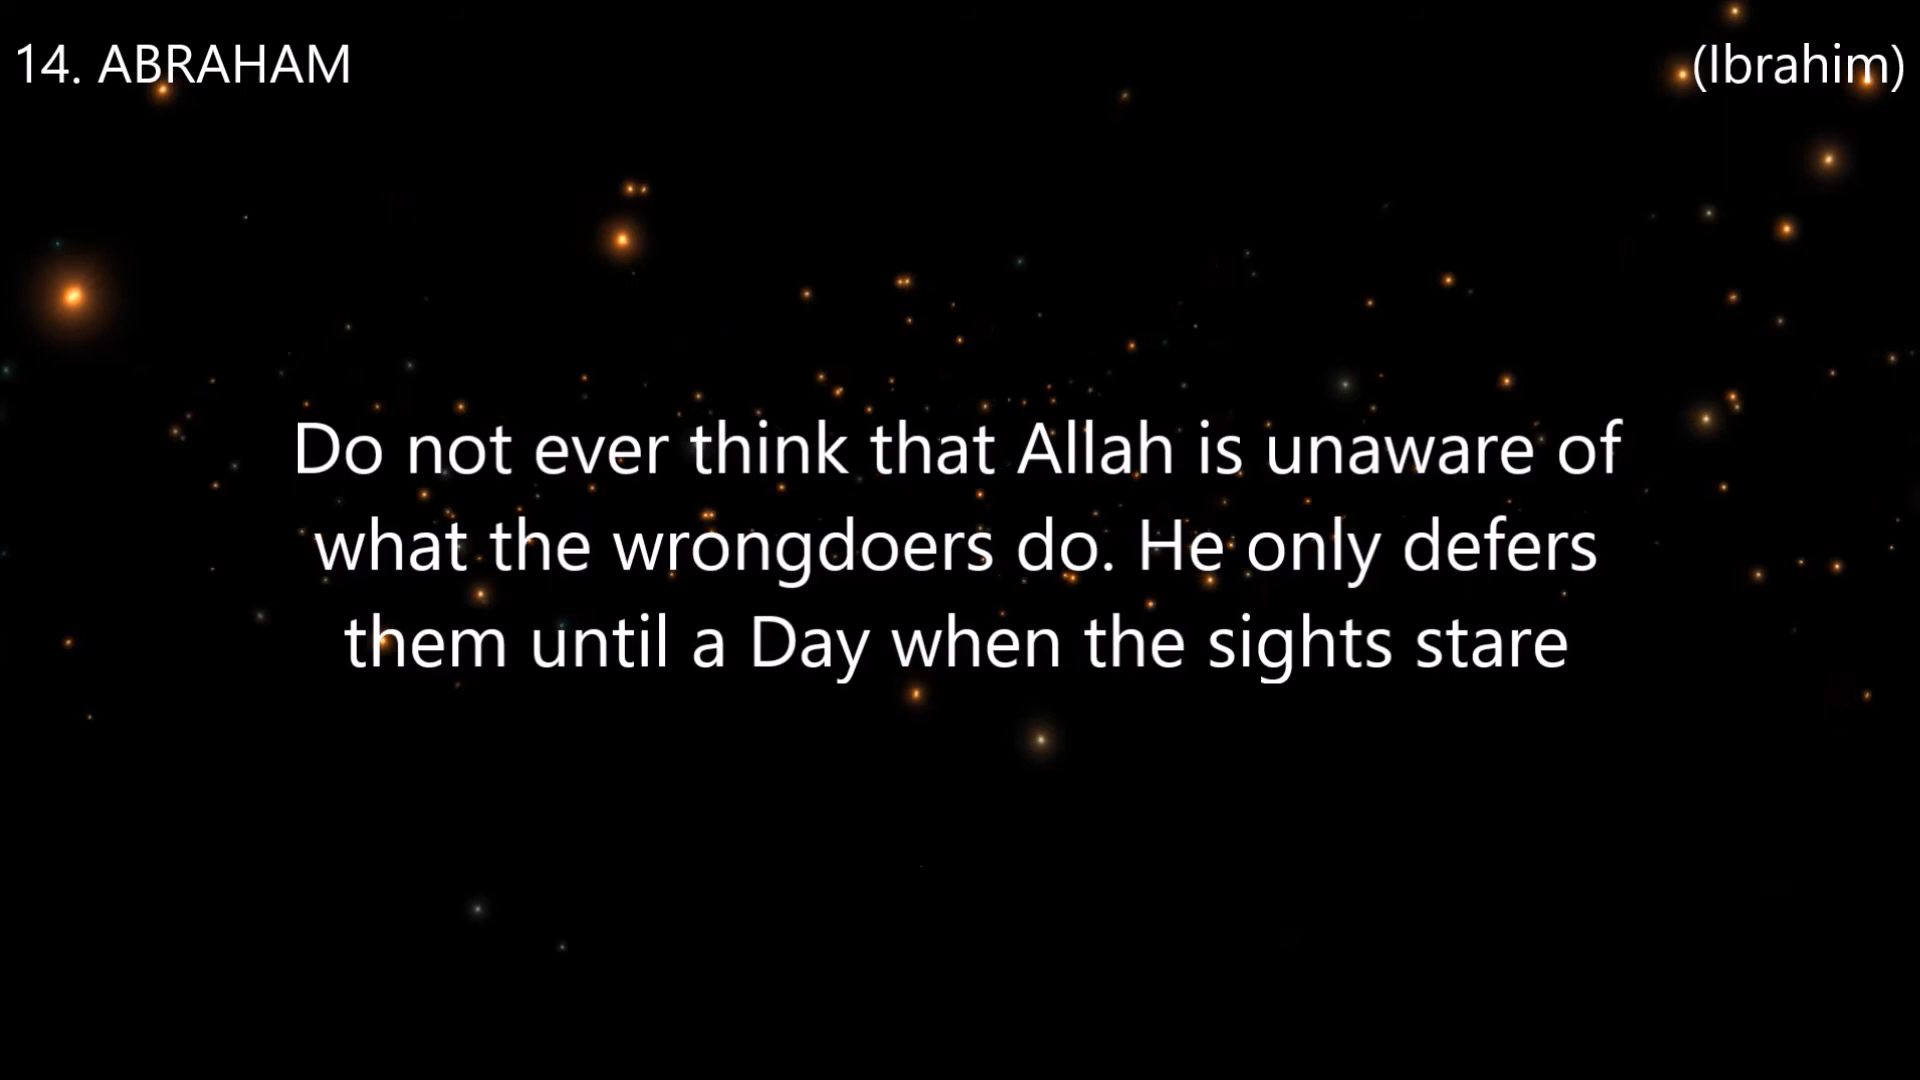 14. ABRAHAM
(Ibrahim)
Do not ever think that Allah is unaware of
what the wrongdoers do. He only defers
them until a Day when the sights stare